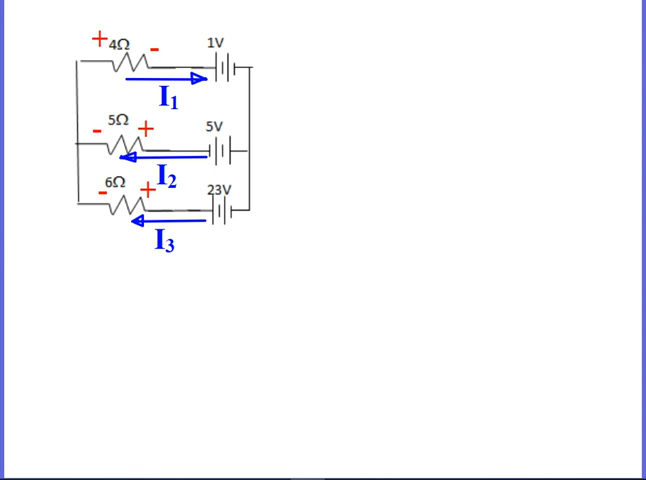 + 4Ω - 1V
I₁
5Ω 5V
- +
I₂
6Ω 23V
- +
I₃